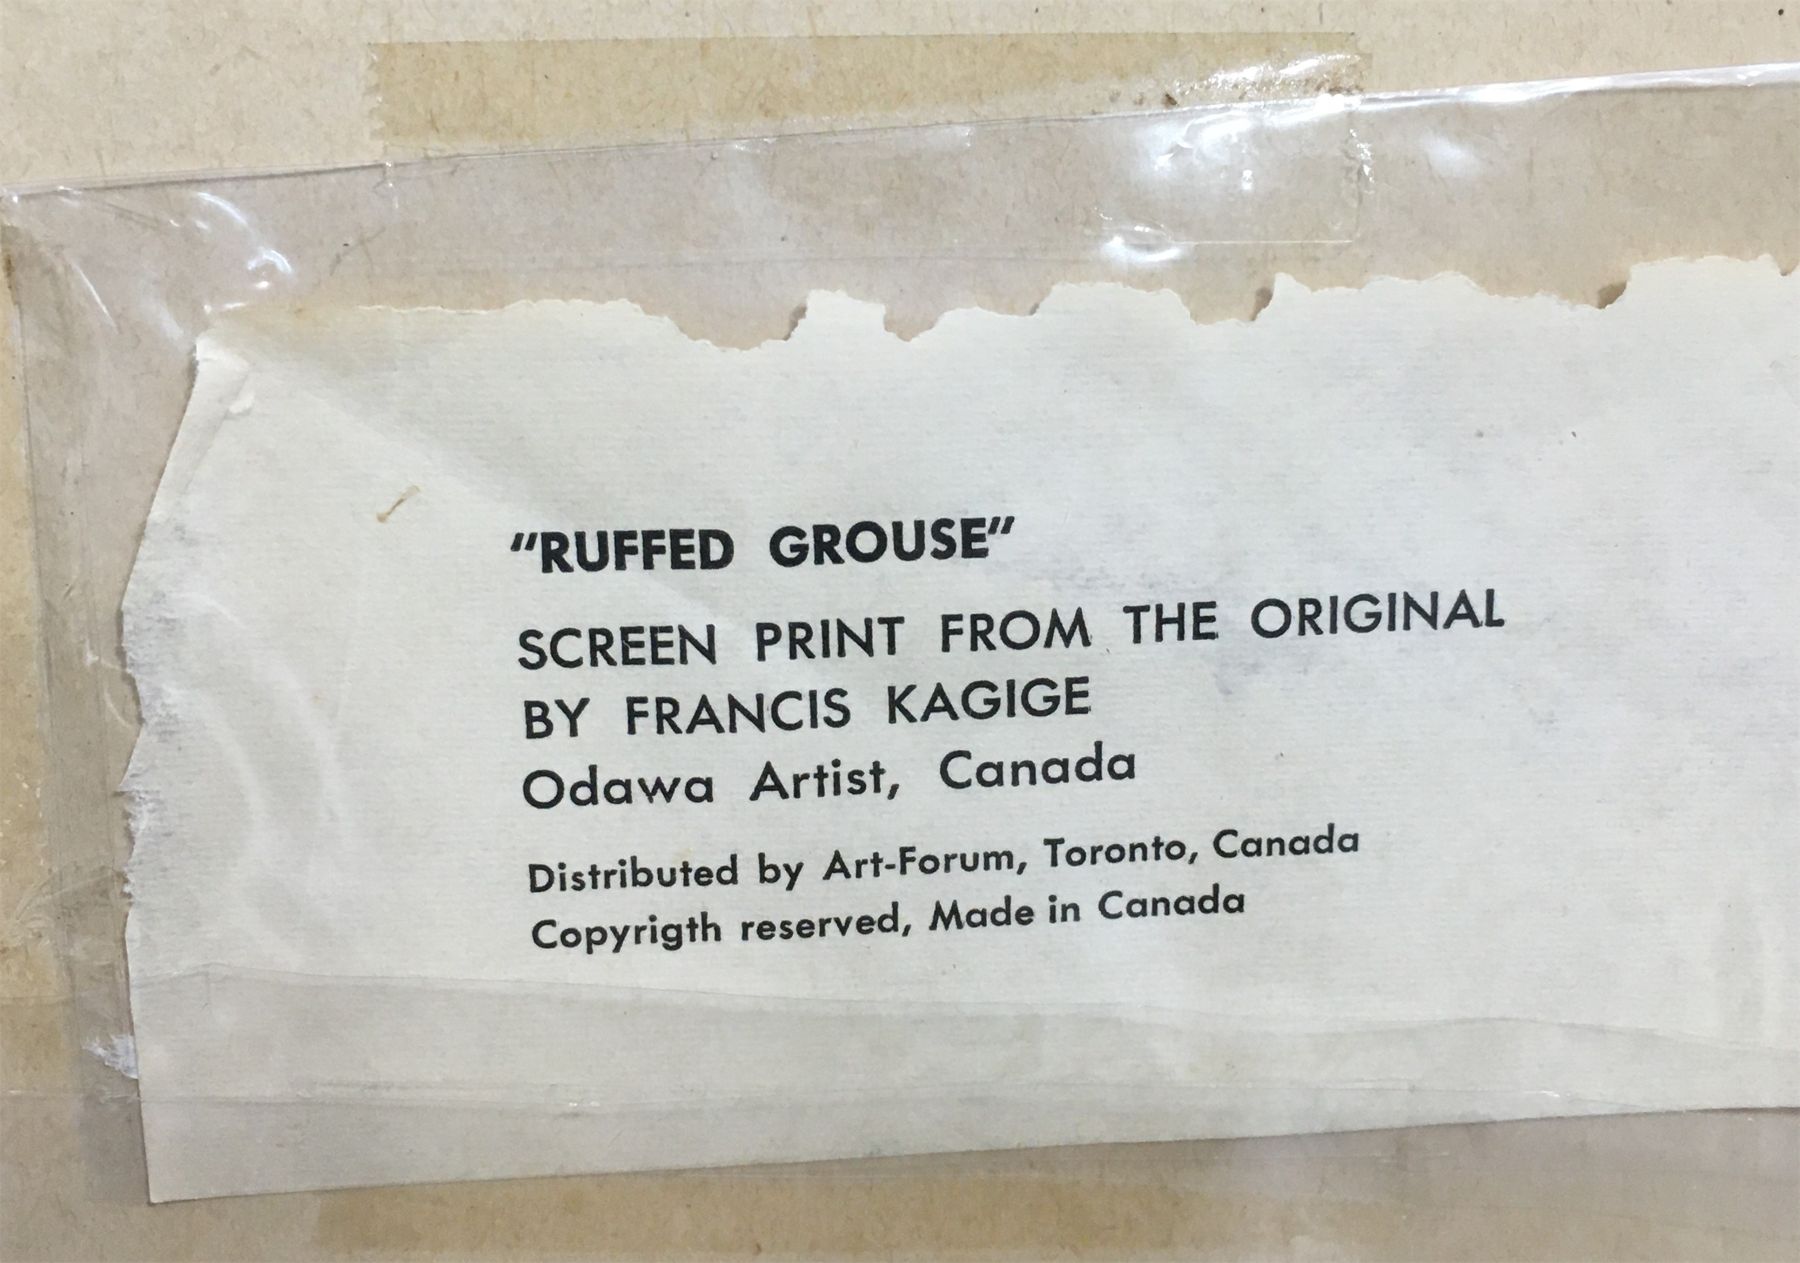 "RUFFED GROUSE"
SCREEN PRINT FROM THE ORIGINAL
BY FRANCIS KAGIGE
Odawa Artist, Canada
Distributed by Art-Forum, Toronto, Canada
Copyrigth reserved, Made in Canada